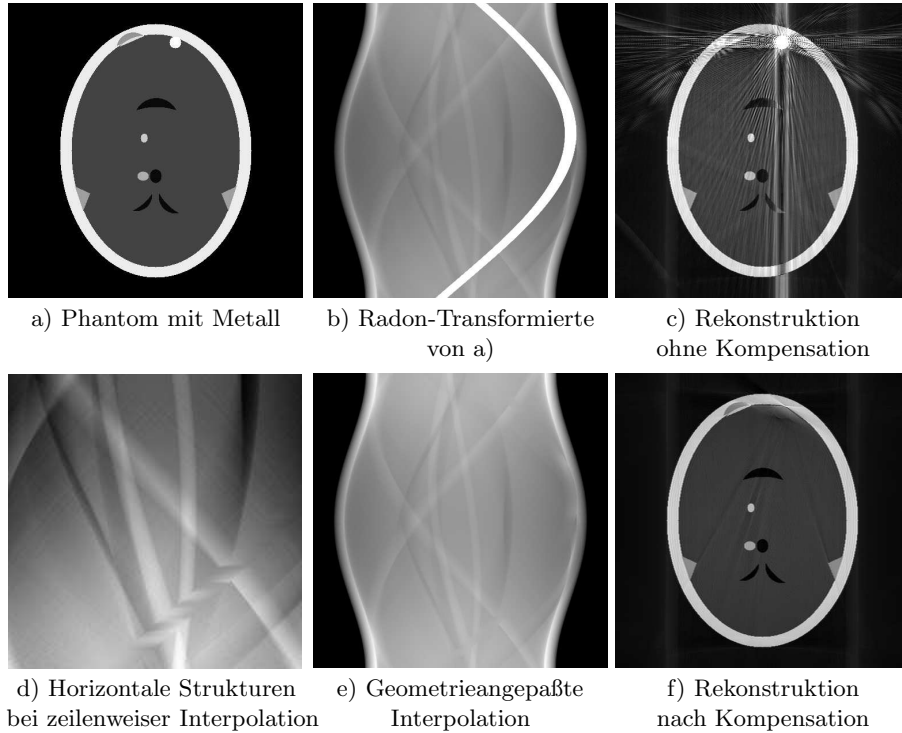 a) Phantom mit Metall
b) Radon-Transformierte
von a)
c) Rekonstruktion
ohne Kompensation
d) Horizontale Strukturen
bei zeilenweiser Interpolation
e) Geometrieangepaßte
Interpolation
f) Rekonstruktion
nach Kompensation